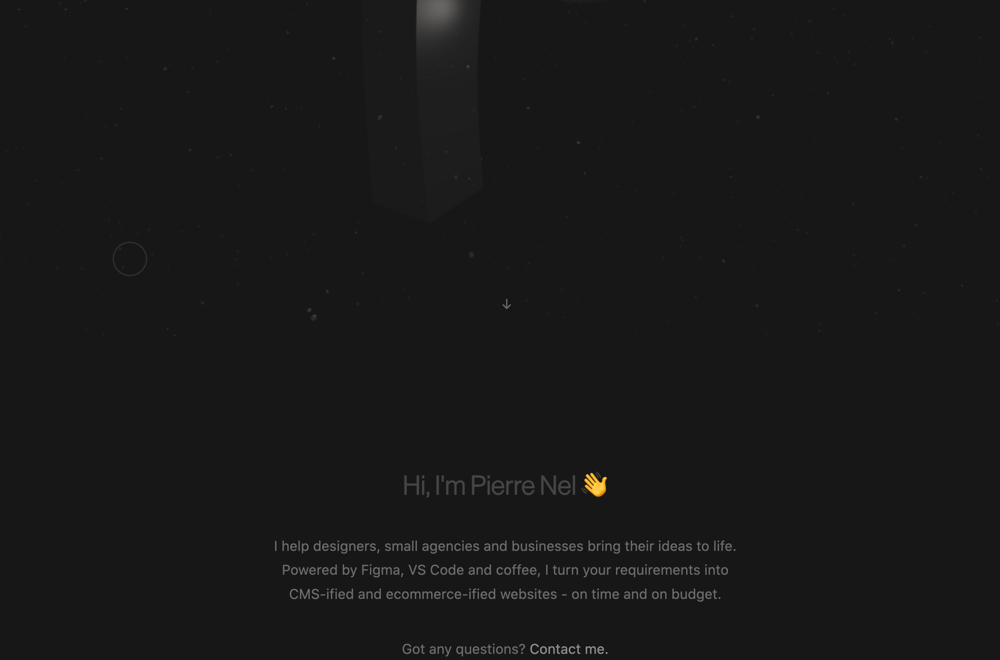 Hi, I'm Pierre Nel 👋
I help designers, small agencies and businesses bring their ideas to life.
Powered by Figma, VS Code and coffee, I turn your requirements into
CMS-ified and ecommerce-ified websites - on time and on budget.
Got any questions? Contact me.